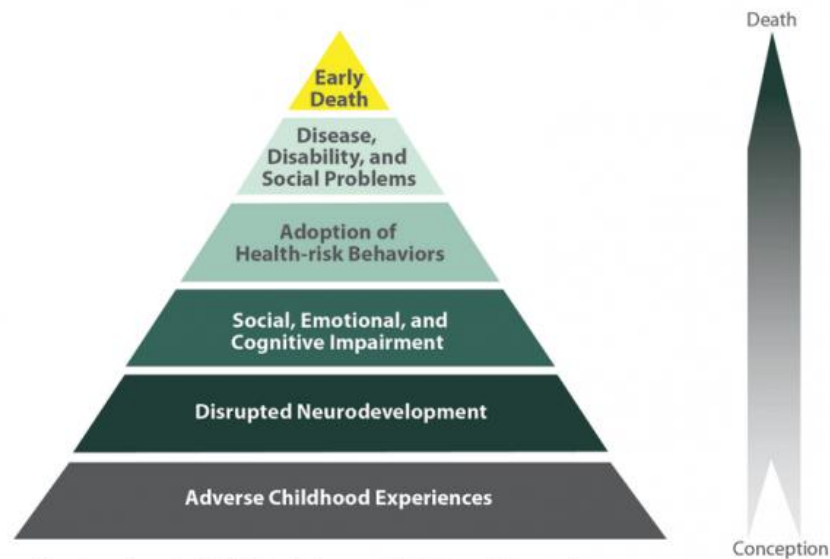 Death
Early
Death
Disease,
Disability, and
Social Problems
Adoption of
Health-risk Behaviors
Social, Emotional, and
Cognitive Impairment
Disrupted Neurodevelopment
Adverse Childhood Experiences
Conception